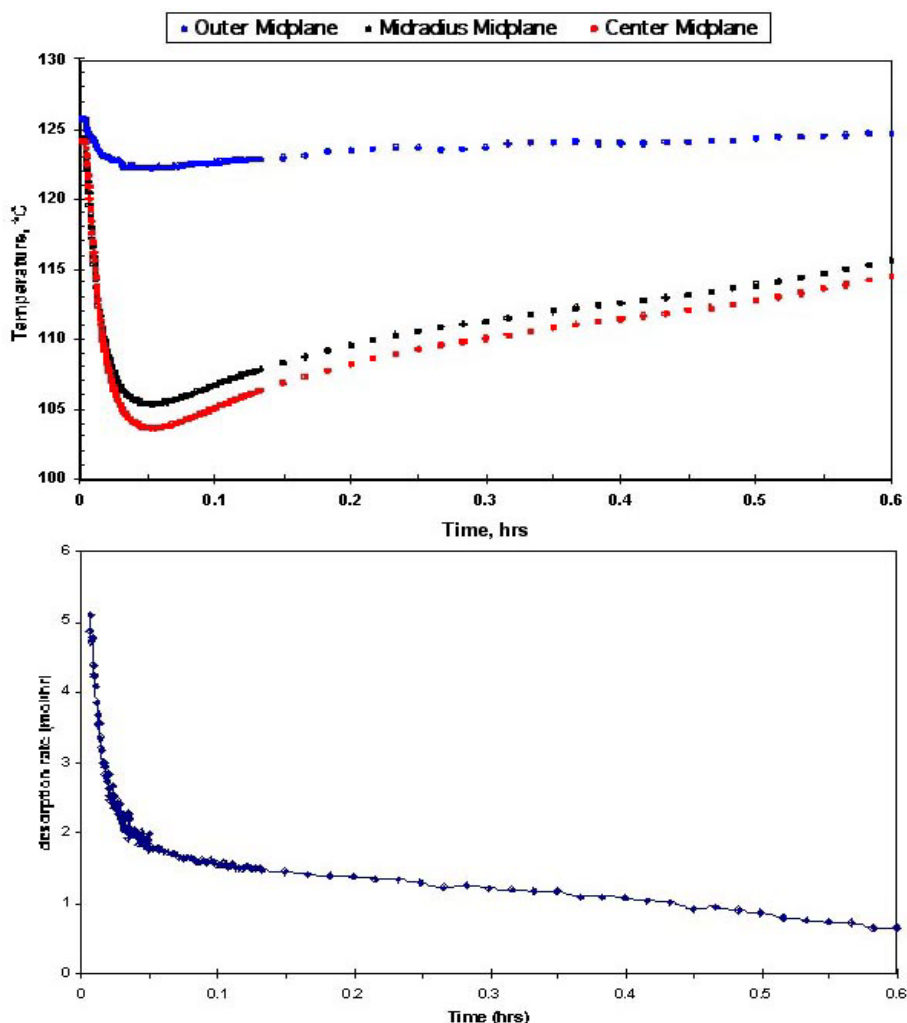 Outer Midplane Midradius Midplane Center Midplane
130
125
120
115
110
105
100
Temperature, °C
0 0.1 0.2 0.3 0.4 0.5 0.6
Time, hrs
6
5
4
3
2
1
0
desorption rate (mol/hr)
0 0.1 0.2 0.3 0.4 0.5 0.6
Time (hrs)